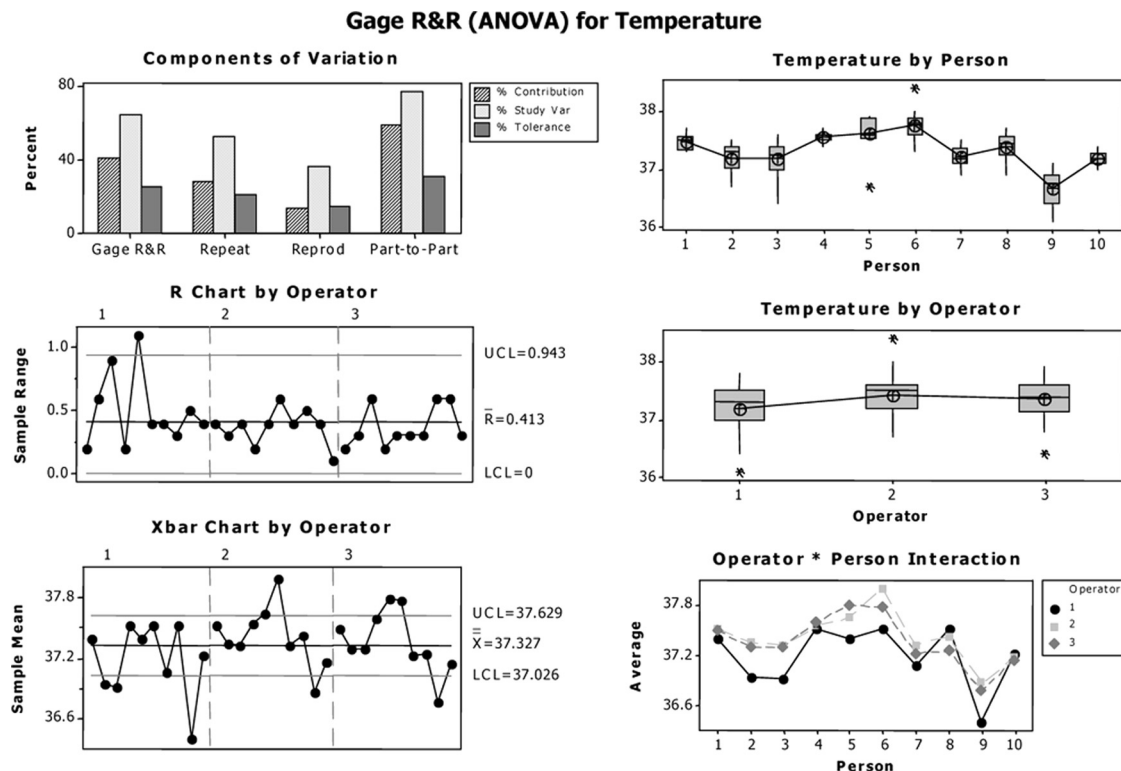 Gage R&R (ANOVA) for Temperature
Components of Variation
80
40
0
Percent
Gage R&R Repeat Reprod Part-to-Part
% Contribution
% Study Var
% Tolerance
R Chart by Operator
1 2 3
1.0
0.5
0.0
Sample Range
UCL=0.943
R̄=0.413
LCL=0
Xbar Chart by Operator
1 2 3
37.8
37.2
36.6
Sample Mean
UCL=37.629
X̿=37.327
LCL=37.026
Temperature by Person
38
37
36
1 2 3 4 5 6 7 8 9 10
Person
Temperature by Operator
38
37
36
1 2 3
Operator
Operator * Person Interaction
37.8
37.2
36.6
Average
1 2 3 4 5 6 7 8 9 10
Person
Operator
1
2
3